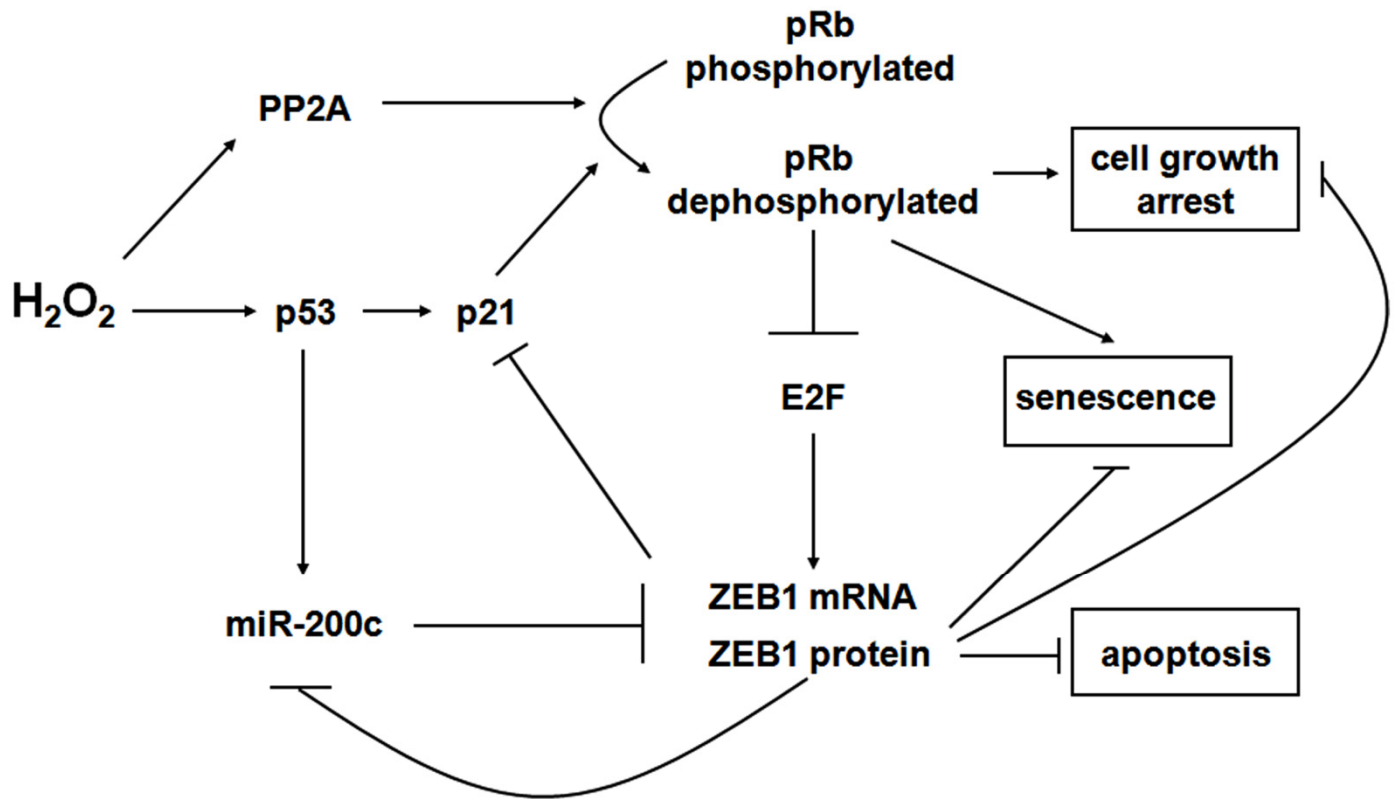 pRb
phosphorylated
PP2A
pRb
dephosphorylated
cell growth
arrest
H₂O₂
p53
p21
E2F
senescence
ZEB1 mRNA
miR-200c
ZEB1 protein
apoptosis